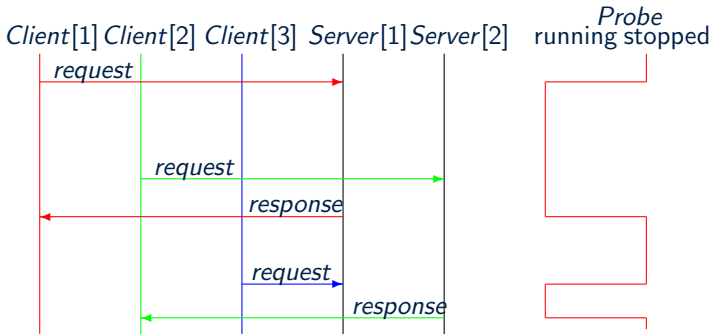 Probe
Client[1] Client[2] Client[3] Server[1] Server[2] running stopped
request
request
response
request
response